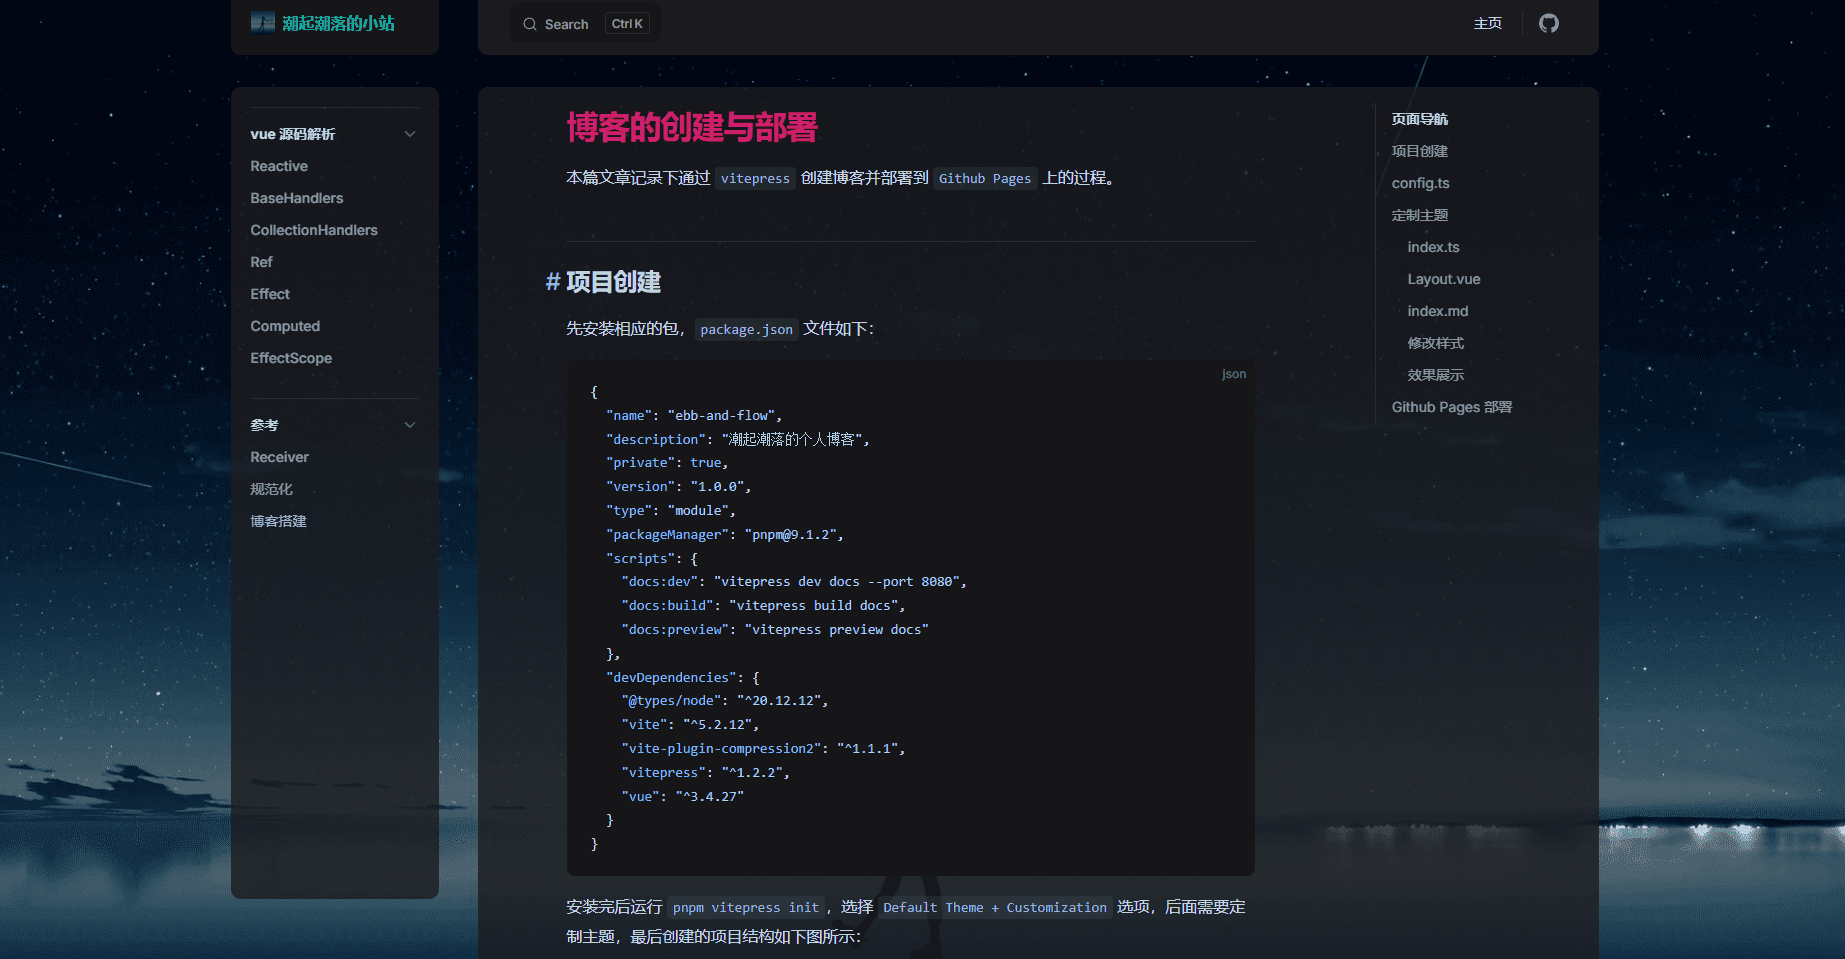 潮起潮落的小站
Search Ctrl K
主页
vue 源码解析
Reactive
BaseHandlers
CollectionHandlers
Ref
Effect
Computed
EffectScope
参考
Receiver
规范化
博客搭建
博客的创建与部署
本篇文章记录下通过 vitepress 创建博客并部署到 Github Pages 上的过程。
# 项目创建
先安装相应的包，package.json 文件如下：
json
{
  "name": "ebb-and-flow",
  "description": "潮起潮落的个人博客",
  "private": true,
  "version": "1.0.0",
  "type": "module",
  "packageManager": "pnpm@9.1.2",
  "scripts": {
    "docs:dev": "vitepress dev docs --port 8080",
    "docs:build": "vitepress build docs",
    "docs:preview": "vitepress preview docs"
  },
  "devDependencies": {
    "@types/node": "^20.12.12",
    "vite": "^5.2.12",
    "vite-plugin-compression2": "^1.1.1",
    "vitepress": "^1.2.2",
    "vue": "^3.4.27"
  }
}
安装完后运行 pnpm vitepress init，选择 Default Theme + Customization 选项，后面需要定
制主题，最后创建的项目结构如下图所示：
页面导航
项目创建
config.ts
定制主题
index.ts
Layout.vue
index.md
修改样式
效果展示
Github Pages 部署